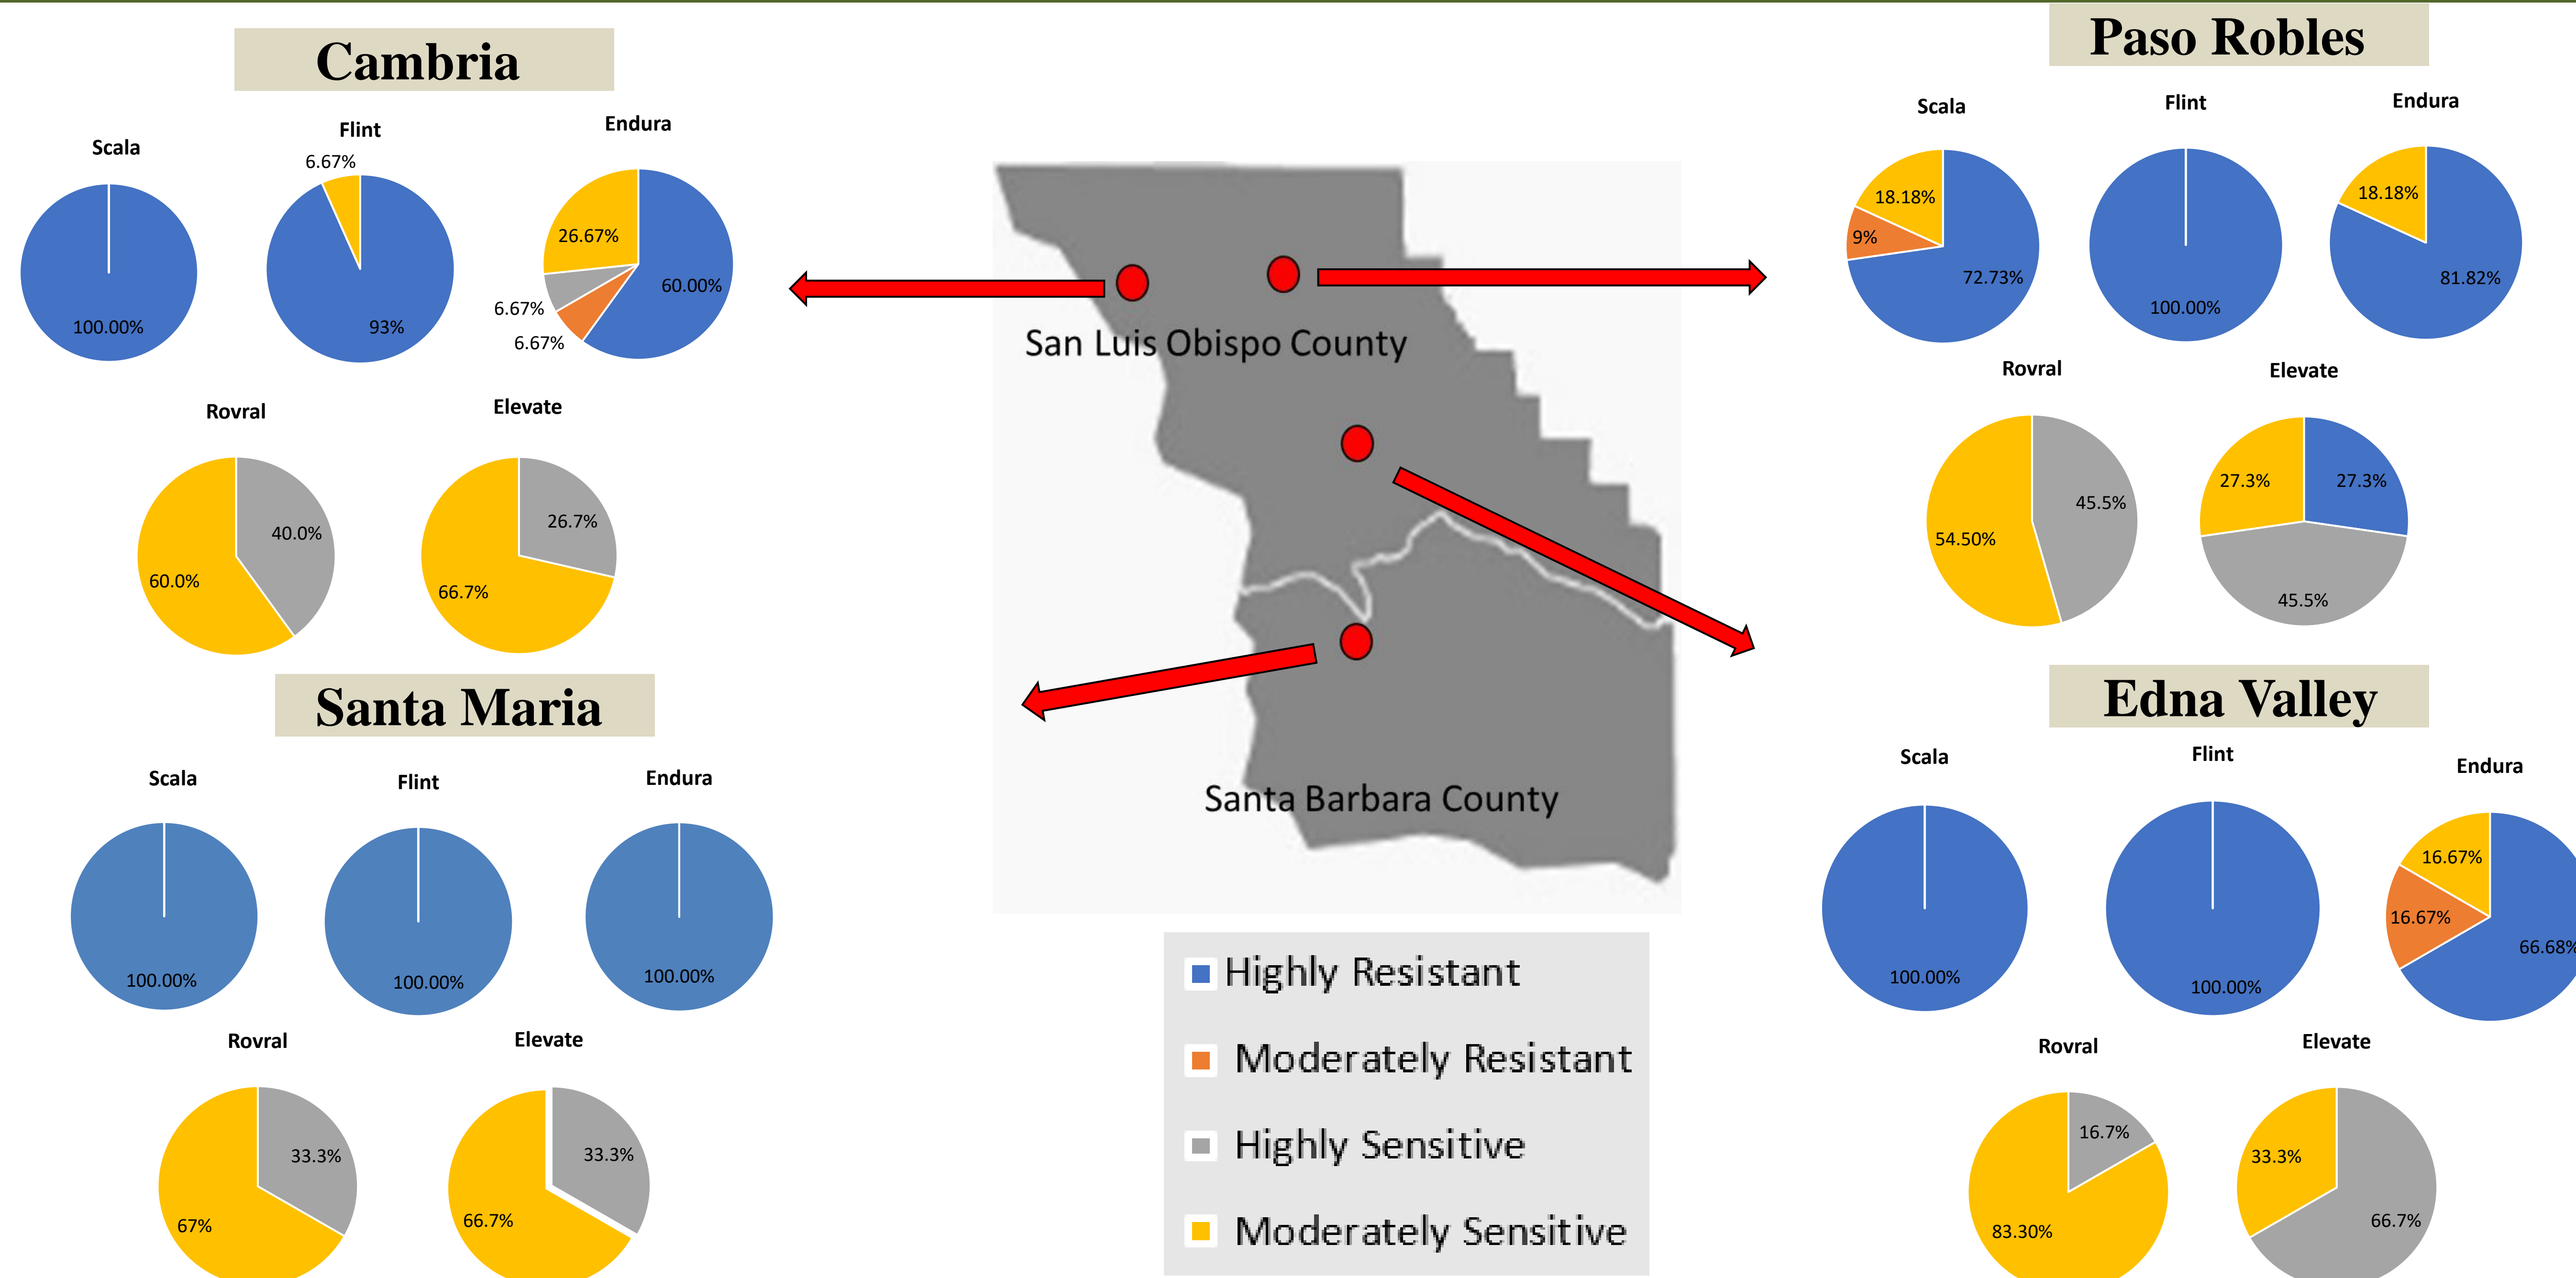 Cambria
Scala
Flint
Endura
100.00%
6.67%
93%
26.67%
60.00%
6.67%
6.67%
Rovral
Elevate
40.0%
60.0%
26.7%
66.7%
Santa Maria
Scala
Flint
Endura
100.00%
100.00%
100.00%
Rovral
Elevate
33.3%
67%
33.3%
66.7%
San Luis Obispo County
Santa Barbara County
Highly Resistant
Moderately Resistant
Highly Sensitive
Moderately Sensitive
Paso Robles
Scala
Flint
Endura
18.18%
9%
72.73%
100.00%
18.18%
81.82%
Rovral
Elevate
45.5%
54.50%
27.3%
27.3%
45.5%
Edna Valley
Scala
Flint
Endura
100.00%
100.00%
16.67%
16.67%
66.68%
Rovral
Elevate
16.7%
83.30%
33.3%
66.7%